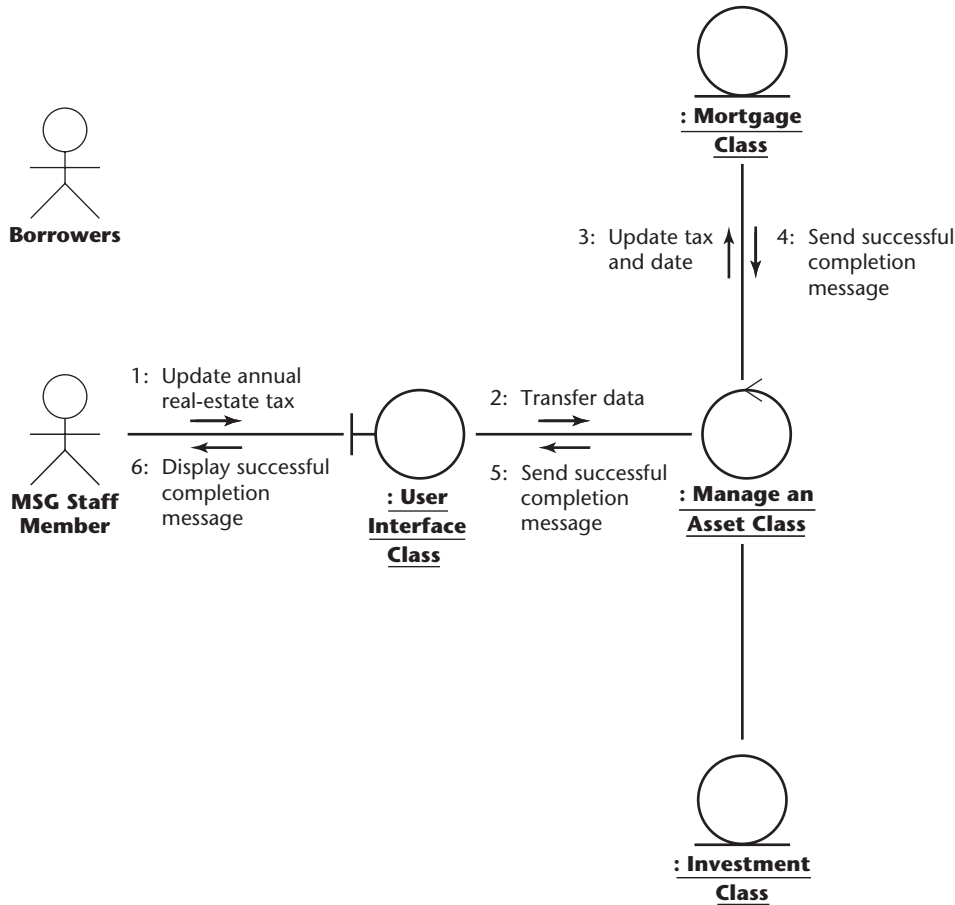 : Mortgage
Class
Borrowers
3: Update tax
and date
4: Send successful
completion
message
1: Update annual
real-estate tax
2: Transfer data
6: Display successful
completion
message
5: Send successful
completion
message
MSG Staff
Member
: User
Interface
Class
: Manage an
Asset Class
: Investment
Class